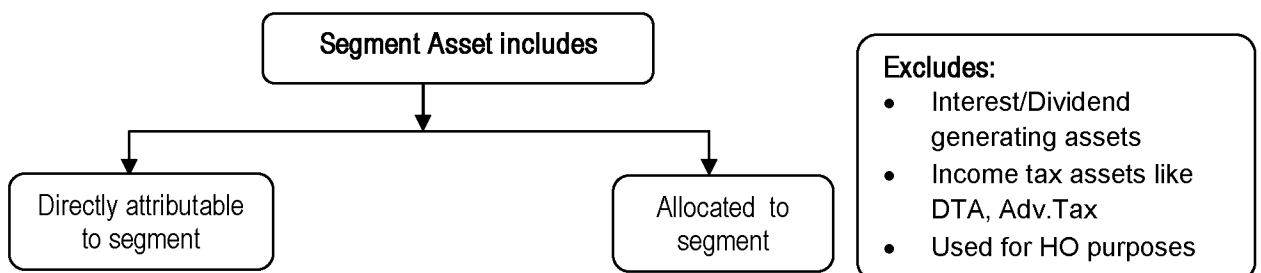 Segment Asset includes
Directly attributable
to segment
Allocated to
segment
Excludes:
• Interest/Dividend
generating assets
• Income tax assets like
DTA, Adv.Tax
• Used for HO purposes